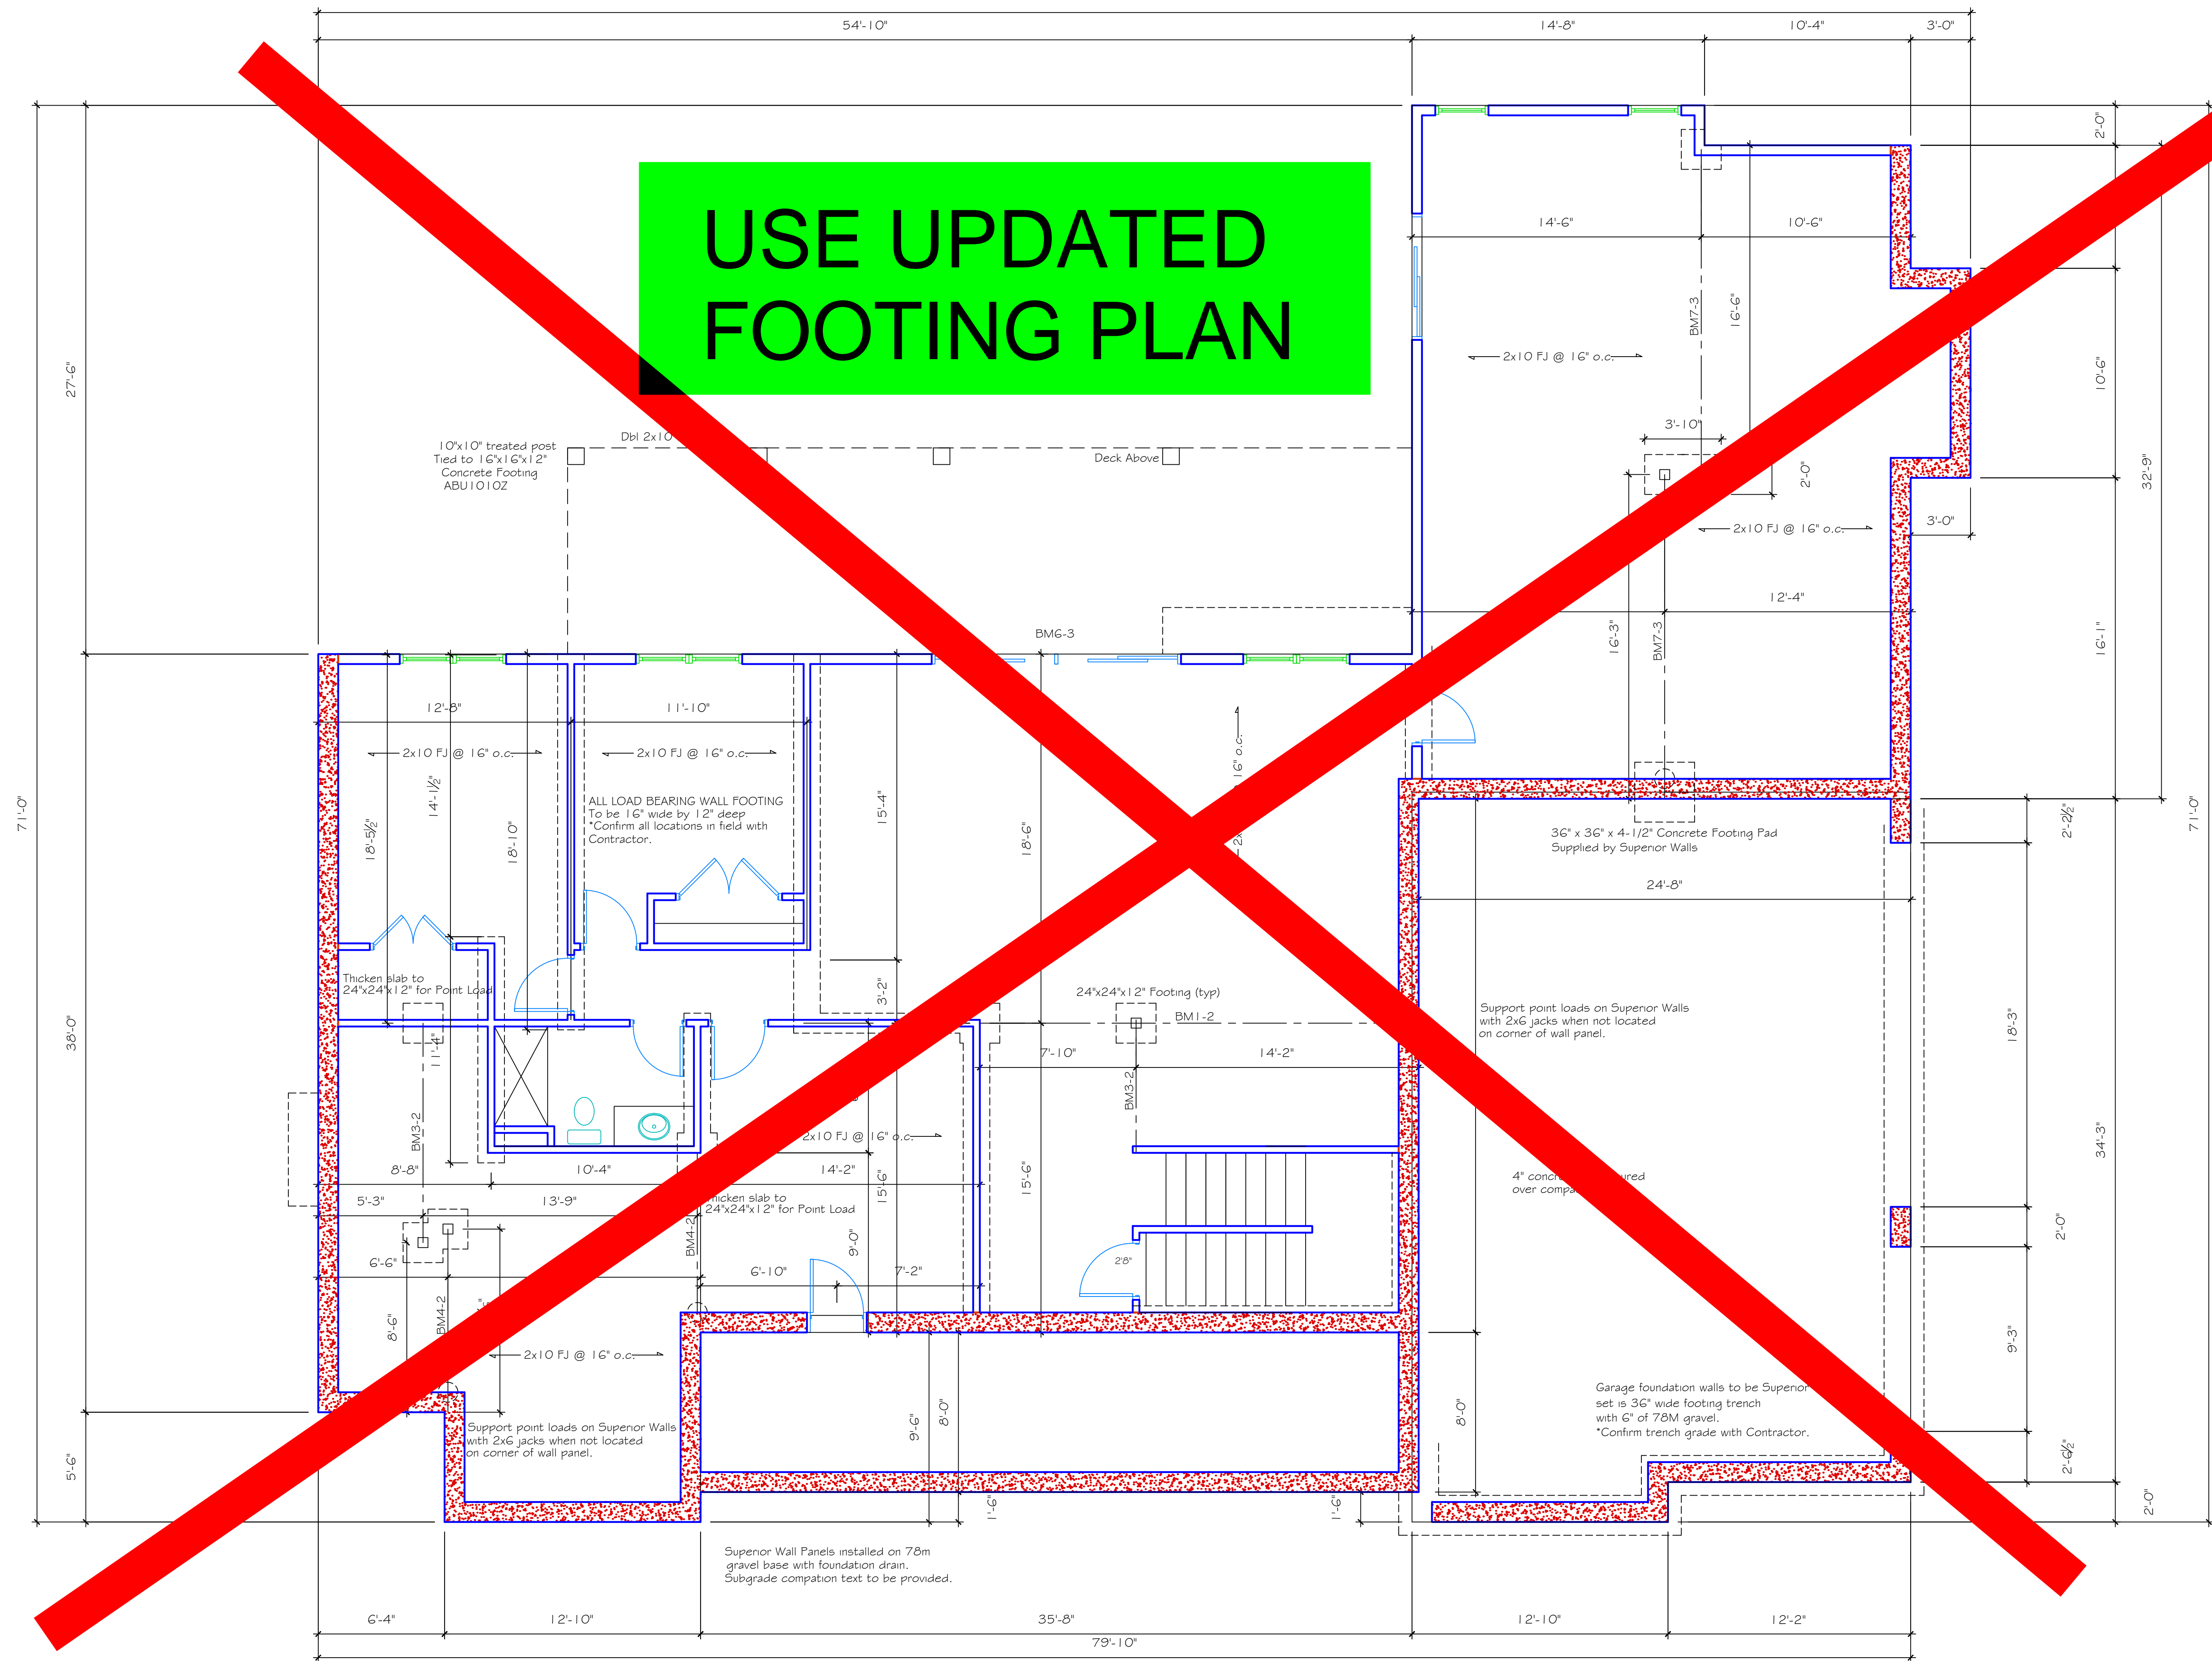 54'-10"
14'-8"
10'-4"
3'-0"
2'-0"
USE UPDATED
FOOTING PLAN
14'-6"
10'-6"
BM7-3
16'-6"
2x10 FJ @ 16" o.c.
27'-6"
10'-6"
3'-10"
10"x10" treated post
Tied to 16"x16"x12"
Concrete Footing
ABU1010Z
Dbl 2x10
Deck Above
2'-0"
32'-9"
2x10 FJ @ 16" o.c.
3'-0"
12'-4"
BM6-3
16'-3"
BM7-3
16'-1"
12'-8"
11'-10"
2x10 FJ @ 16" o.c.
2x10 FJ @ 16" o.c.
16" o.c.
14'-1½"
18'-5½"
18'-10"
ALL LOAD BEARING WALL FOOTING
To be 16" wide by 12" deep
*Confirm all locations in field with
Contractor.
15'-4"
18'-6"
71'-0"
71'-0"
2'-2½"
36" x 36" x 4-1/2" Concrete Footing Pad
Supplied by Superior Walls
24'-8"
Thicken slab to
24"x24"x12" for Point Load
3'-2"
24"x24"x12" Footing (typ)
BM1-2
Support point loads on Superior Walls
with 2x6 jacks when not located
on corner of wall panel.
38'-0"
18'-3"
11'-4"
7'-10"
14'-2"
BM3-2
BM3-2
2x10 FJ @ 16" o.c.
34'-3"
8'-8"
10'-4"
14'-2"
15'-6"
15'-6"
4"
over
5'-3"
13'-9"
slab to
24"x24"x12" for Point Load
2'-0"
BM4-2
9'-0"
6'-6"
6'-10"
7'-2"
2'8"
BM4-2
8'-6"
9'-3"
2x10 FJ @ 16" o.c.
Garage foundation walls to be Superior
set is 36" wide footing trench
with 6" of 78M gravel.
*Confirm trench grade with Contractor.
Support point loads on Superior Walls
with 2x6 jacks when not located
on corner of wall panel.
9'-6"
8'-0"
8'-0"
5'-6"
2'-6½"
1'-6"
1'-6"
2'-0"
Superior Wall Panels installed on 78m
gravel base with foundation drain.
Subgrade compation text to be provided.
6'-4"
12'-10"
35'-8"
12'-10"
12'-2"
79'-10"